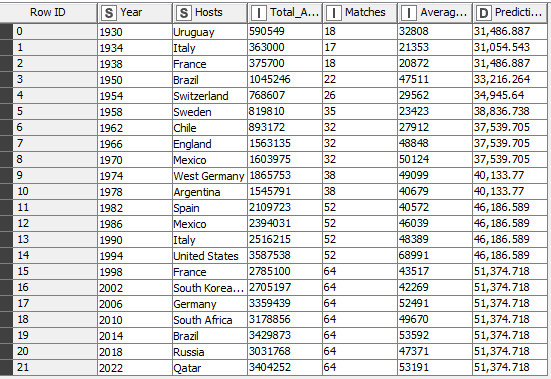 Row ID S Year S Hosts I Total_A... I Matches I Averag... D Predicti...
0 1930 Uruguay 590549 18 32808 31,486.887
1 1934 Italy 363000 17 21353 31,054.543
2 1938 France 375700 18 20872 31,486.887
3 1950 Brazil 1045246 22 47511 33,216.264
4 1954 Switzerland 768607 26 29562 34,945.64
5 1958 Sweden 819810 35 23423 38,836.738
6 1962 Chile 893172 32 27912 37,539.705
7 1966 England 1563135 32 48848 37,539.705
8 1970 Mexico 1603975 32 50124 37,539.705
9 1974 West Germany 1865753 38 49099 40,133.77
10 1978 Argentina 1545791 38 40679 40,133.77
11 1982 Spain 2109723 52 40572 46,186.589
12 1986 Mexico 2394031 52 46039 46,186.589
13 1990 Italy 2516215 52 48389 46,186.589
14 1994 United States 3587538 52 68991 46,186.589
15 1998 France 2785100 64 43517 51,374.718
16 2002 South Korea... 2705197 64 42269 51,374.718
17 2006 Germany 3359439 64 52491 51,374.718
18 2010 South Africa 3178856 64 49670 51,374.718
19 2014 Brazil 3429873 64 53592 51,374.718
20 2018 Russia 3031768 64 47371 51,374.718
21 2022 Qatar 3404252 64 53191 51,374.718